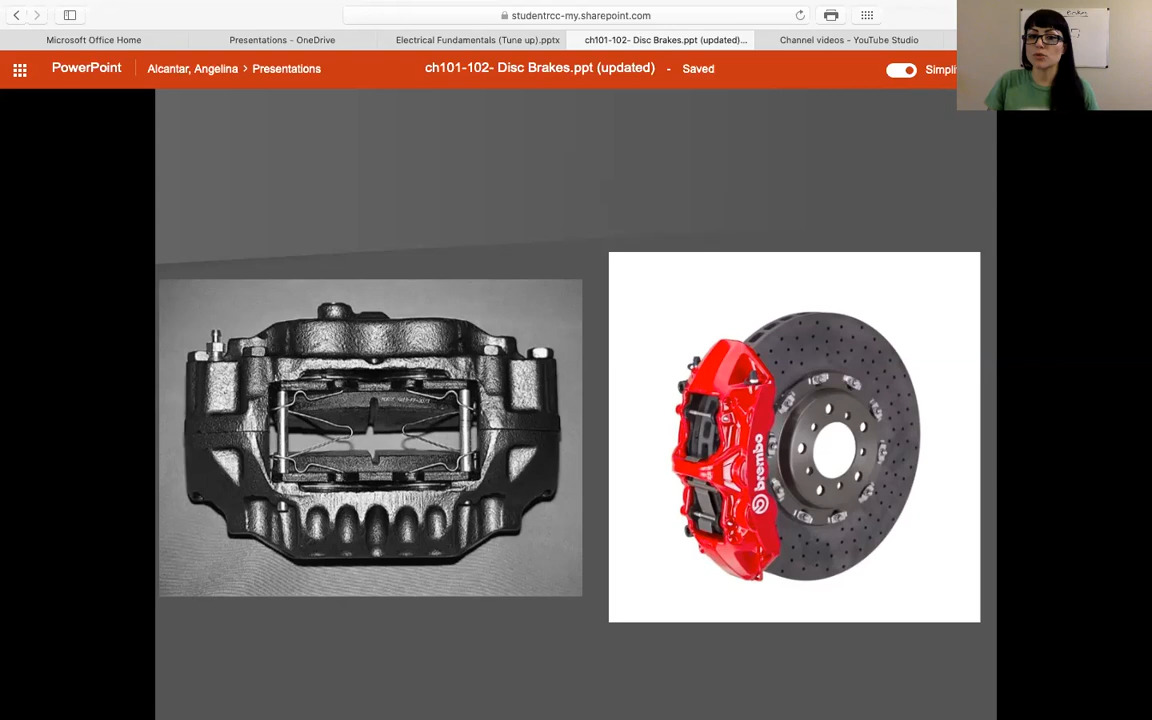 studentrcc-my.sharepoint.com
Microsoft Office Home
Presentations - OneDrive
Electrical Fundamentals (Tune up).pptx
ch101-102- Disc Brakes.ppt (updated)...
Channel videos - YouTube Studio
PowerPoint
Alcantar, Angelina > Presentations
ch101-102- Disc Brakes.ppt (updated) - Saved
Simpli
brembo